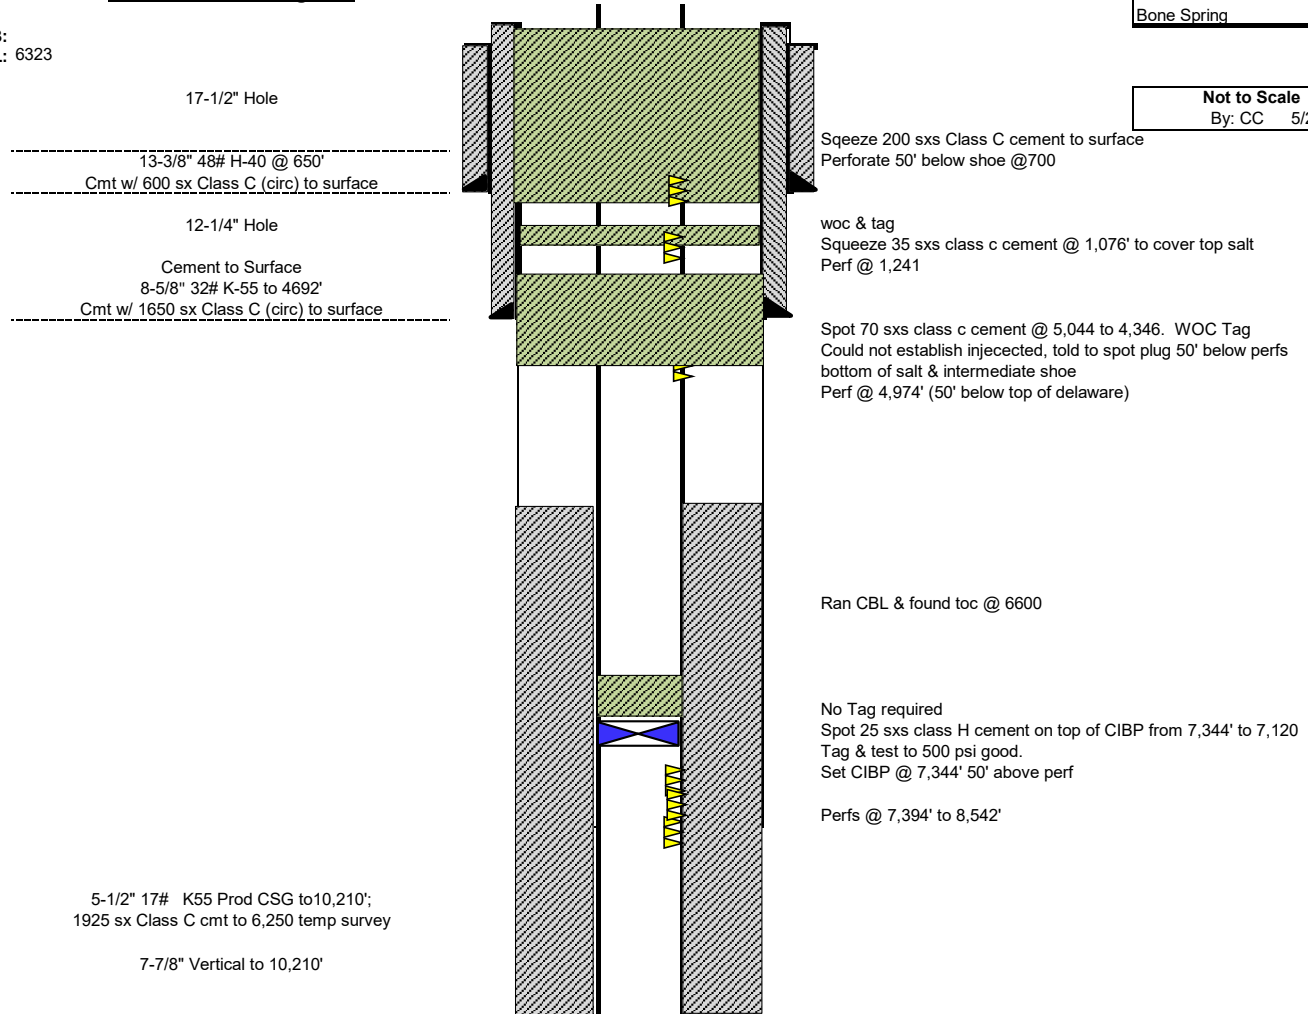 Bone Spring
6323
17-1/2" Hole
Not to Scale
By: CC
13-3/8" 48# H-40 @ 650'
Cmt w/ 600 sx Class C (circ) to surface
12-1/4" Hole
Cement to Surface
8-5/8" 32# K-55 to 4692'
Cmt w/ 1650 sx Class C (circ) to surface
5-1/2" 17#   K55 Prod CSG to10,210';
1925 sx Class C cmt to 6,250 temp survey
7-7/8" Vertical to 10,210'
Sqeeze 200 sxs Class C cement to surface
Perforate 50' below shoe @700
woc & tag
Squeeze 35 sxs class c cement @ 1,076' to cover top salt
Perf @ 1,241
Spot 70 sxs class c cement @ 5,044 to 4,346.  WOC Tag
Could not establish injecected, told to spot plug 50' below perfs
bottom of salt & intermediate shoe
Perf @ 4,974' (50' below top of delaware)
Ran CBL & found toc @ 6600
No Tag required
Spot 25 sxs class H cement on top of CIBP from 7,344' to 7,120
Tag & test to 500 psi good.
Set CIBP @ 7,344' 50' above perf
Perfs @ 7,394' to 8,542'